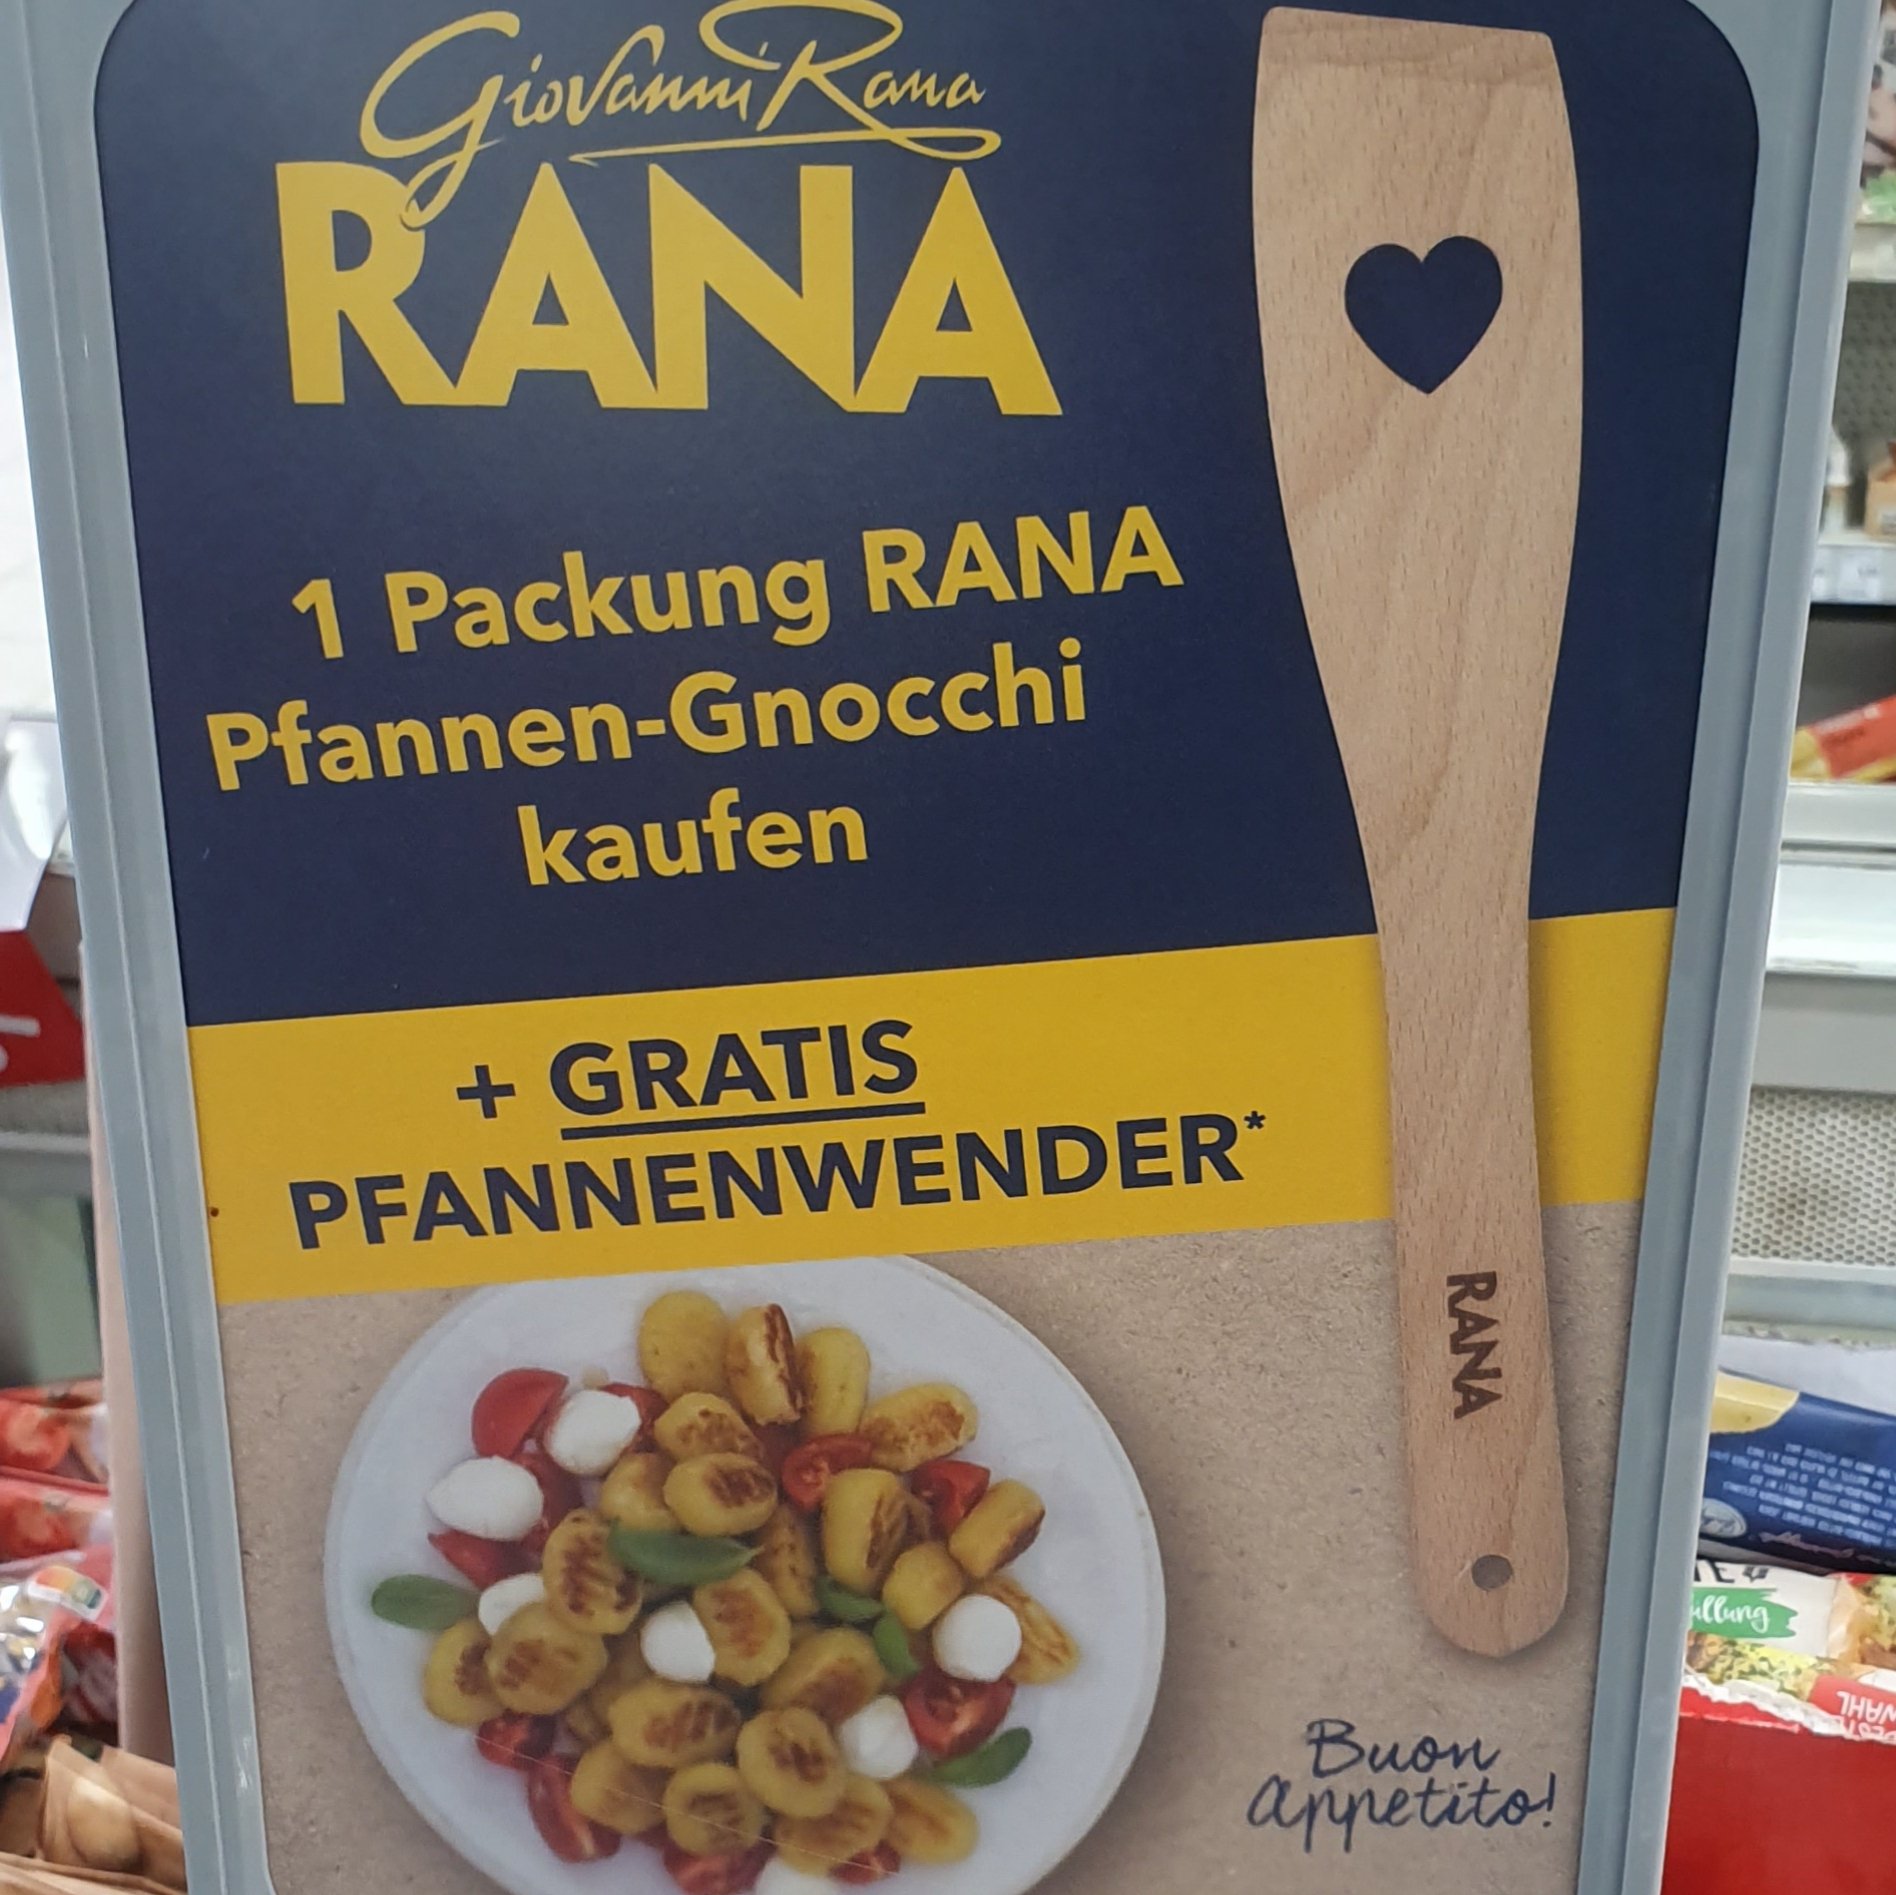 Giovanni Rana
RANA
1 Packung RANA
Pfannen-Gnocchi
kaufen
+ GRATIS
PFANNENWENDER*
RANA
Buon
Appetito!